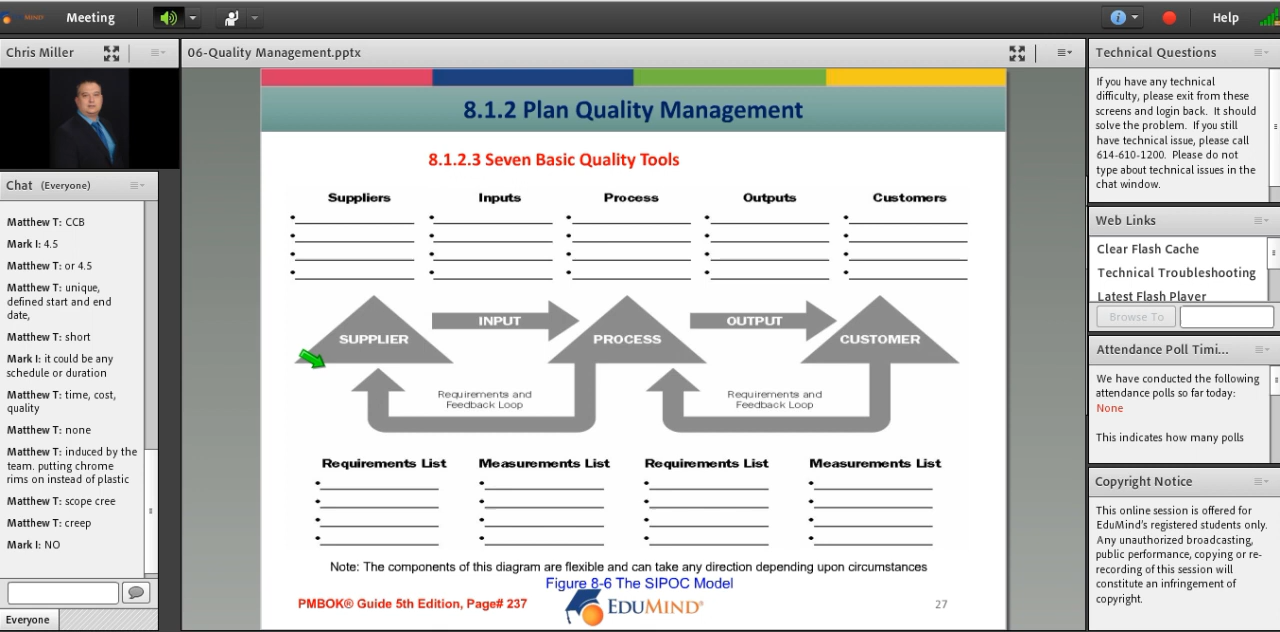 EDUMIND
Meeting
Help
Chris Miller
06-Quality Management.pptx
Technical Questions
If you have any technical
difficulty, please exit from these
screens and login back. It should
solve the problem. If you still
have technical issue, please call
614-610-1200. Please do not
type about technical issues in the
chat window.
Chat (Everyone)
Matthew T: CCB
Mark I: 4.5
Matthew T: or 4.5
Matthew T: unique,
defined start and end
date,
Matthew T: short
Mark I: it could be any
schedule or duration
Matthew T: time, cost,
quality
Matthew T: none
Matthew T: induced by the
team. putting chrome
rims on instead of plastic
Matthew T: scope cree
Matthew T: creep
Mark I: NO
Everyone
8.1.2 Plan Quality Management
8.1.2.3 Seven Basic Quality Tools
Suppliers Inputs Process Outputs Customers
SUPPLIER INPUT PROCESS OUTPUT CUSTOMER
Requirements and
Feedback Loop
Requirements and
Feedback Loop
Requirements List Measurements List Requirements List Measurements List
Note: The components of this diagram are flexible and can take any direction depending upon circumstances
Figure 8-6 The SIPOC Model
PMBOK® Guide 5th Edition, Page# 237
EDUMIND®
27
Web Links
Clear Flash Cache
Technical Troubleshooting
Latest Flash Player
Browse To
Attendance Poll Timi...
We have conducted the following
attendance polls so far today:
None
This indicates how many polls
Copyright Notice
This online session is offered for
EduMind's registered students only.
Any unauthorized broadcasting,
public performance, copying or re-
recording of this session will
constitute an infringement of
copyright.